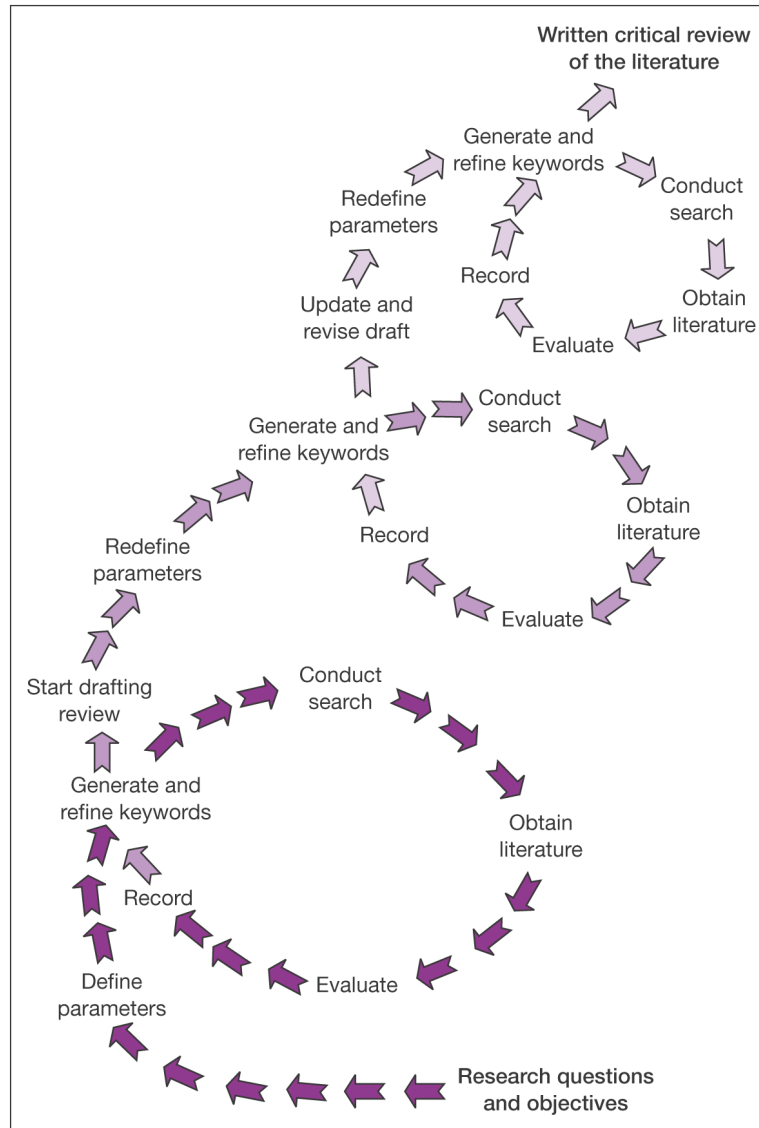 Written critical review
of the literature
Generate and
refine keywords
Conduct
search
Redefine
parameters
Record
Obtain
literature
Update and
revise draft
Evaluate
Conduct
search
Generate and
refine keywords
Obtain
literature
Record
Redefine
parameters
Evaluate
Conduct
search
Start drafting
review
Generate and
refine keywords
Obtain
literature
Record
Evaluate
Define
parameters
Research questions
and objectives